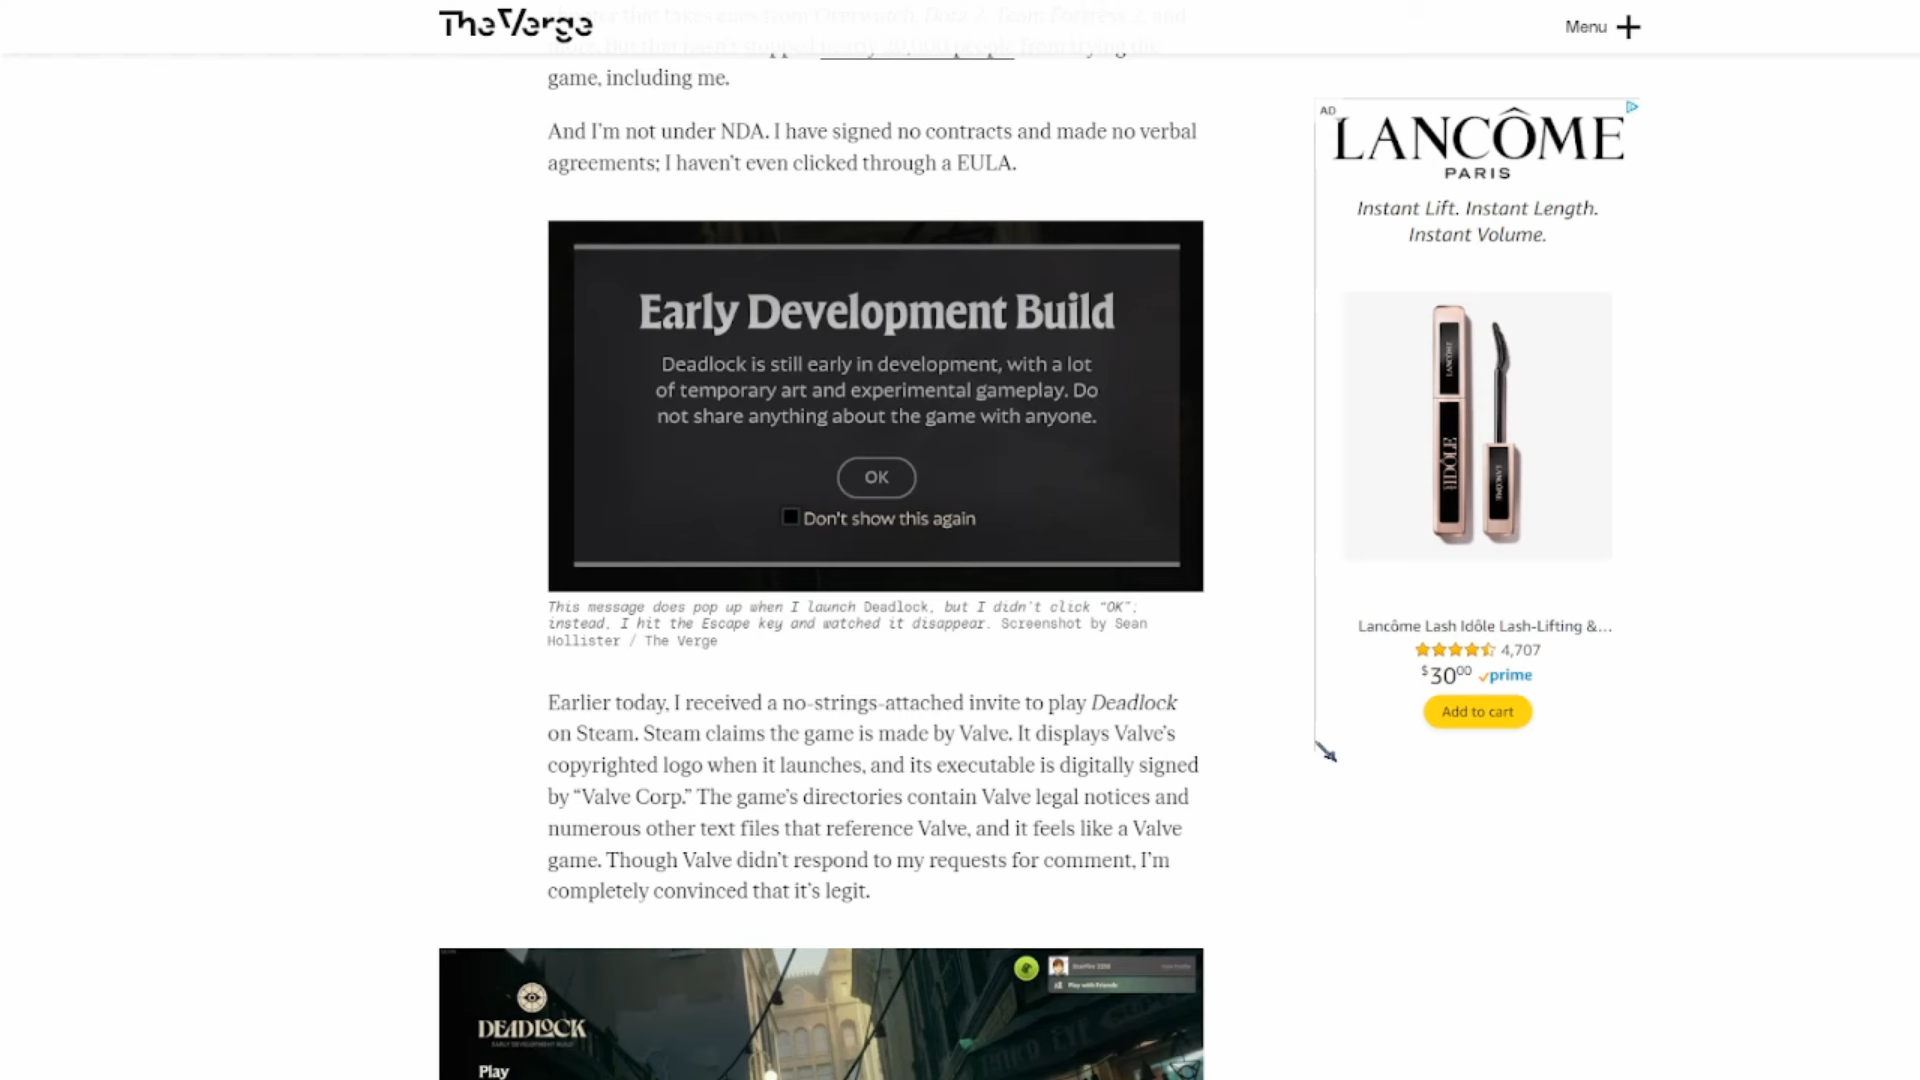 The Verge
Menu
game, including me.
And I'm not under NDA. I have signed no contracts and made no verbal
agreements; I haven't even clicked through a EULA.
Early Development Build
Deadlock is still early in development, with a lot
of temporary art and experimental gameplay. Do
not share anything about the game with anyone.
OK
Don't show this again
This message does pop up when I launch Deadlock, but I didn't click “OK”;
instead, I hit the Escape key and watched it disappear. Screenshot by Sean
Hollister / The Verge
Earlier today, I received a no-strings-attached invite to play Deadlock
on Steam. Steam claims the game is made by Valve. It displays Valve's
copyrighted logo when it launches, and its executable is digitally signed
by “Valve Corp.” The game's directories contain Valve legal notices and
numerous other text files that reference Valve, and it feels like a Valve
game. Though Valve didn't respond to my requests for comment, I'm
completely convinced that it's legit.
DEADLOCK
EARLY DEVELOPMENT BUILD
Play
Play with Friends
AD
LANCÔME
PARIS
Instant Lift. Instant Length.
Instant Volume.
LANCÔME
IDÔLE
LANCÔME
Lancôme Lash Idôle Lash-Lifting &...
4,707
$3000 prime
Add to cart